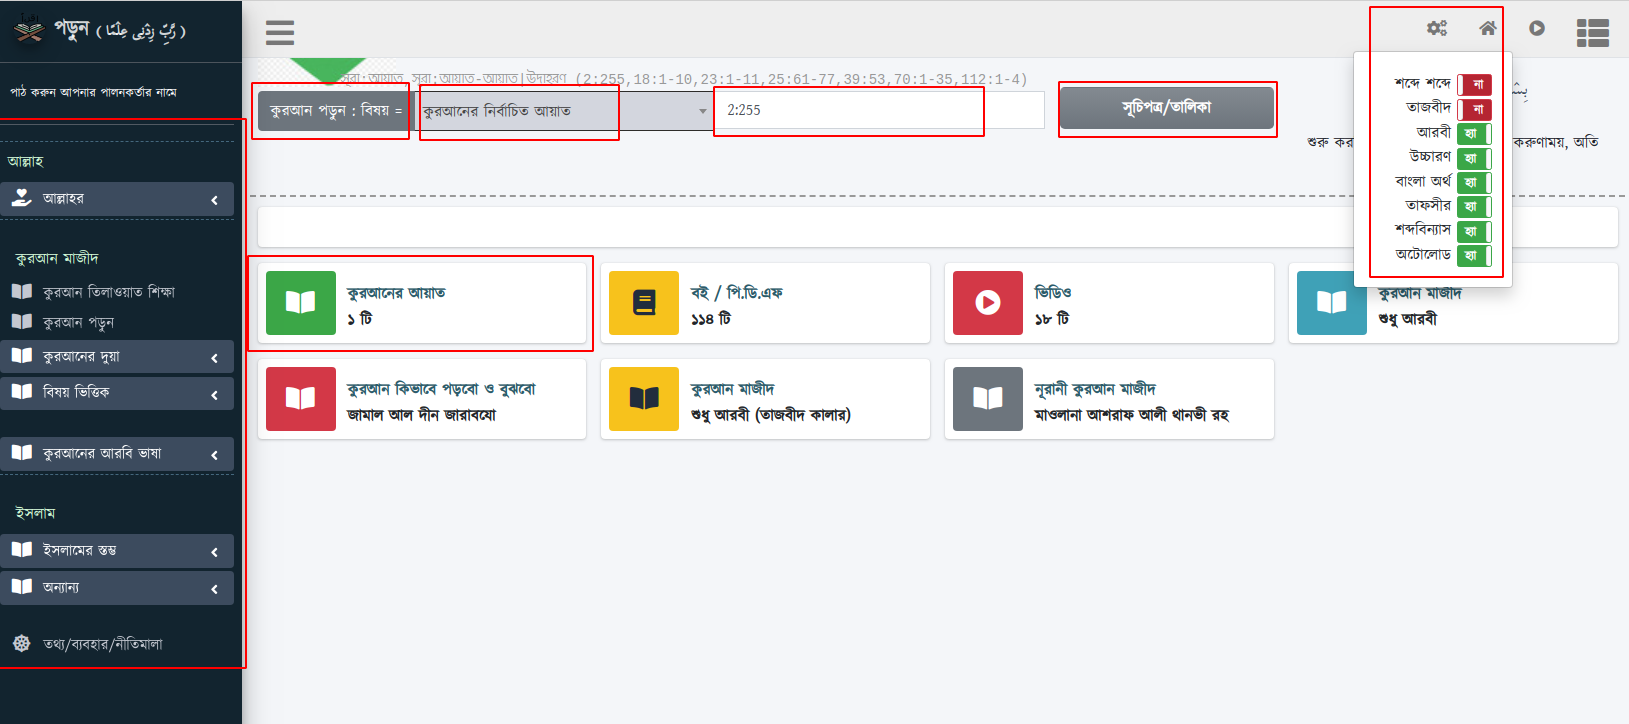 পড়ুন ( رَّبِّ زِدْنِى عِلْمًا )
পাঠ করুন আপনার পালনকর্তার নামে
আল্লাহ
আল্লাহর
কুরআন মাজীদ
কুরআন তিলাওয়াত শিক্ষা
কুরআন পড়ুন
কুরআনের দুয়া
বিষয় ভিত্তিক
কুরআনের আরবি ভাষা
ইসলাম
ইসলামের স্তম্ভ
অন্যান্য
তথ্য/ব্যবহার/নীতিমালা
সূরা:আয়াত, সূরা:আয়াত-আয়াত|উদাহরণ (2:255,18:1-10,23:1-11,25:61-77,39:53,70:1-35,112:1-4)
কুরআন পড়ুন : বিষয় =
কুরআনের নির্বাচিত আয়াত
2:255
সূচিপত্র/তালিকা
শুরু কর
করুণাময়, অতি
শব্দে শব্দে না
তাজবীদ না
আরবী হ্যা
উচ্চারণ হ্যা
বাংলা অর্থ হ্যা
তাফসীর হ্যা
শব্দবিন্যাস হ্যা
অটোলোড হ্যা
কুরআনের আয়াত
১ টি
বই / পি.ডি.এফ
১১৪ টি
ভিডিও
১৮ টি
কুরআন মাজীদ
শুধু আরবী
কুরআন কিভাবে পড়বো ও বুঝবো
জামাল আল দীন জারাবযো
কুরআন মাজীদ
শুধু আরবী (তাজবীদ কালার)
নূরানী কুরআন মাজীদ
মাওলানা আশরাফ আলী থানভী রহ